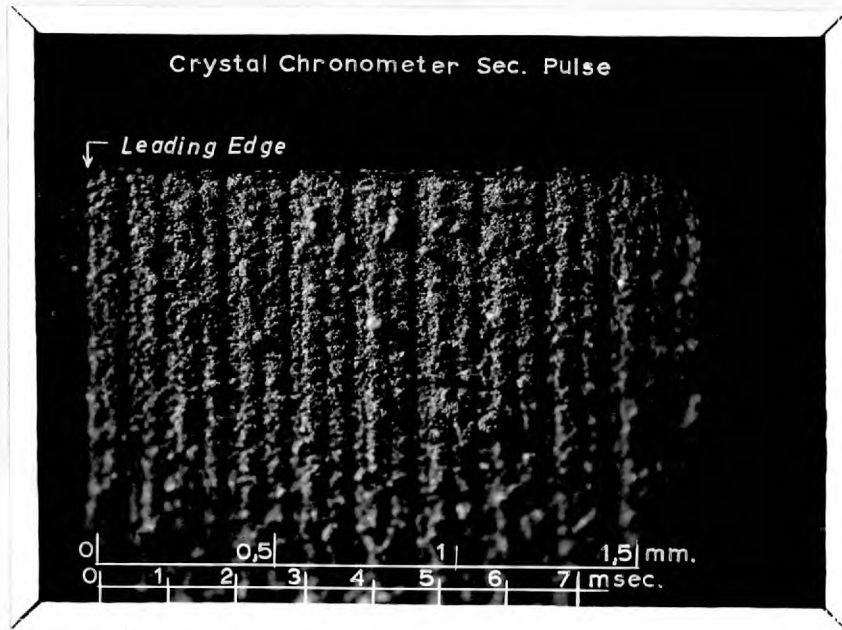 Crystal Chronometer Sec. Pulse
Leading Edge
0 0,5 1 1,5 mm.
0 1 2 3 4 5 6 7 msec.